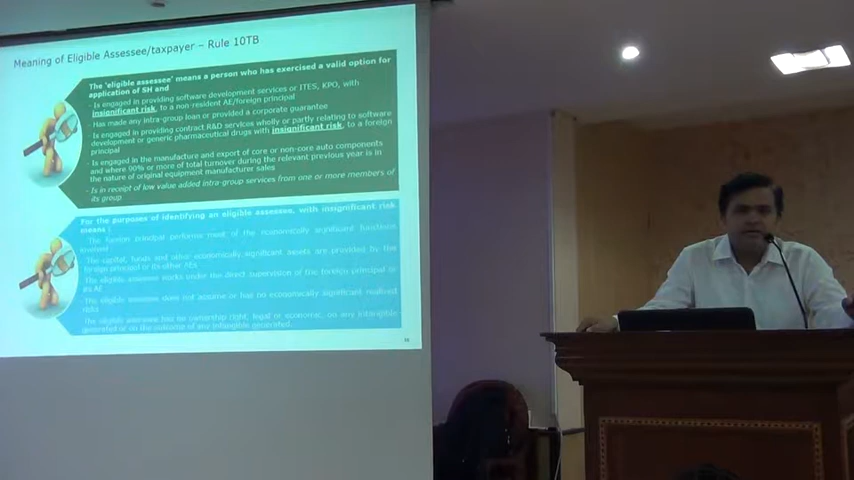 Meaning of Eligible Assessee/taxpayer – Rule 10TB
The 'eligible assessee' means a person who has exercised a valid option for
application of SH and
- Is engaged in providing software development services or ITES, KPO, with
insignificant risk, to a non-resident AE/foreign principal
- Has made any intra-group loan or provided a corporate guarantee
- Is engaged in providing contract R&D services wholly or partly relating to software
development or generic pharmaceutical drugs with insignificant risk, to a foreign
principal
- Is engaged in the manufacture and export of core or non-core auto components
and where 90% or more of total turnover during the relevant previous year is in
the nature of original equipment manufacturer sales
- Is in receipt of low value added intra-group services from one or more members of
its group
For the purposes of identifying an eligible assessee, with insignificant risk
means :
- The foreign principal performs most of the economically significant functions
involved
- The capital, funds and other economically significant assets are provided by the
foreign principal or its other AEs
- The eligible assessee works under the direct supervision of the foreign principal or
its AE
- The eligible assessee does not assume or has no economically significant realised
risks
- The eligible assessee has no ownership right, legal or economic, on any intangible
generated or on the outcome of any intangible generated.